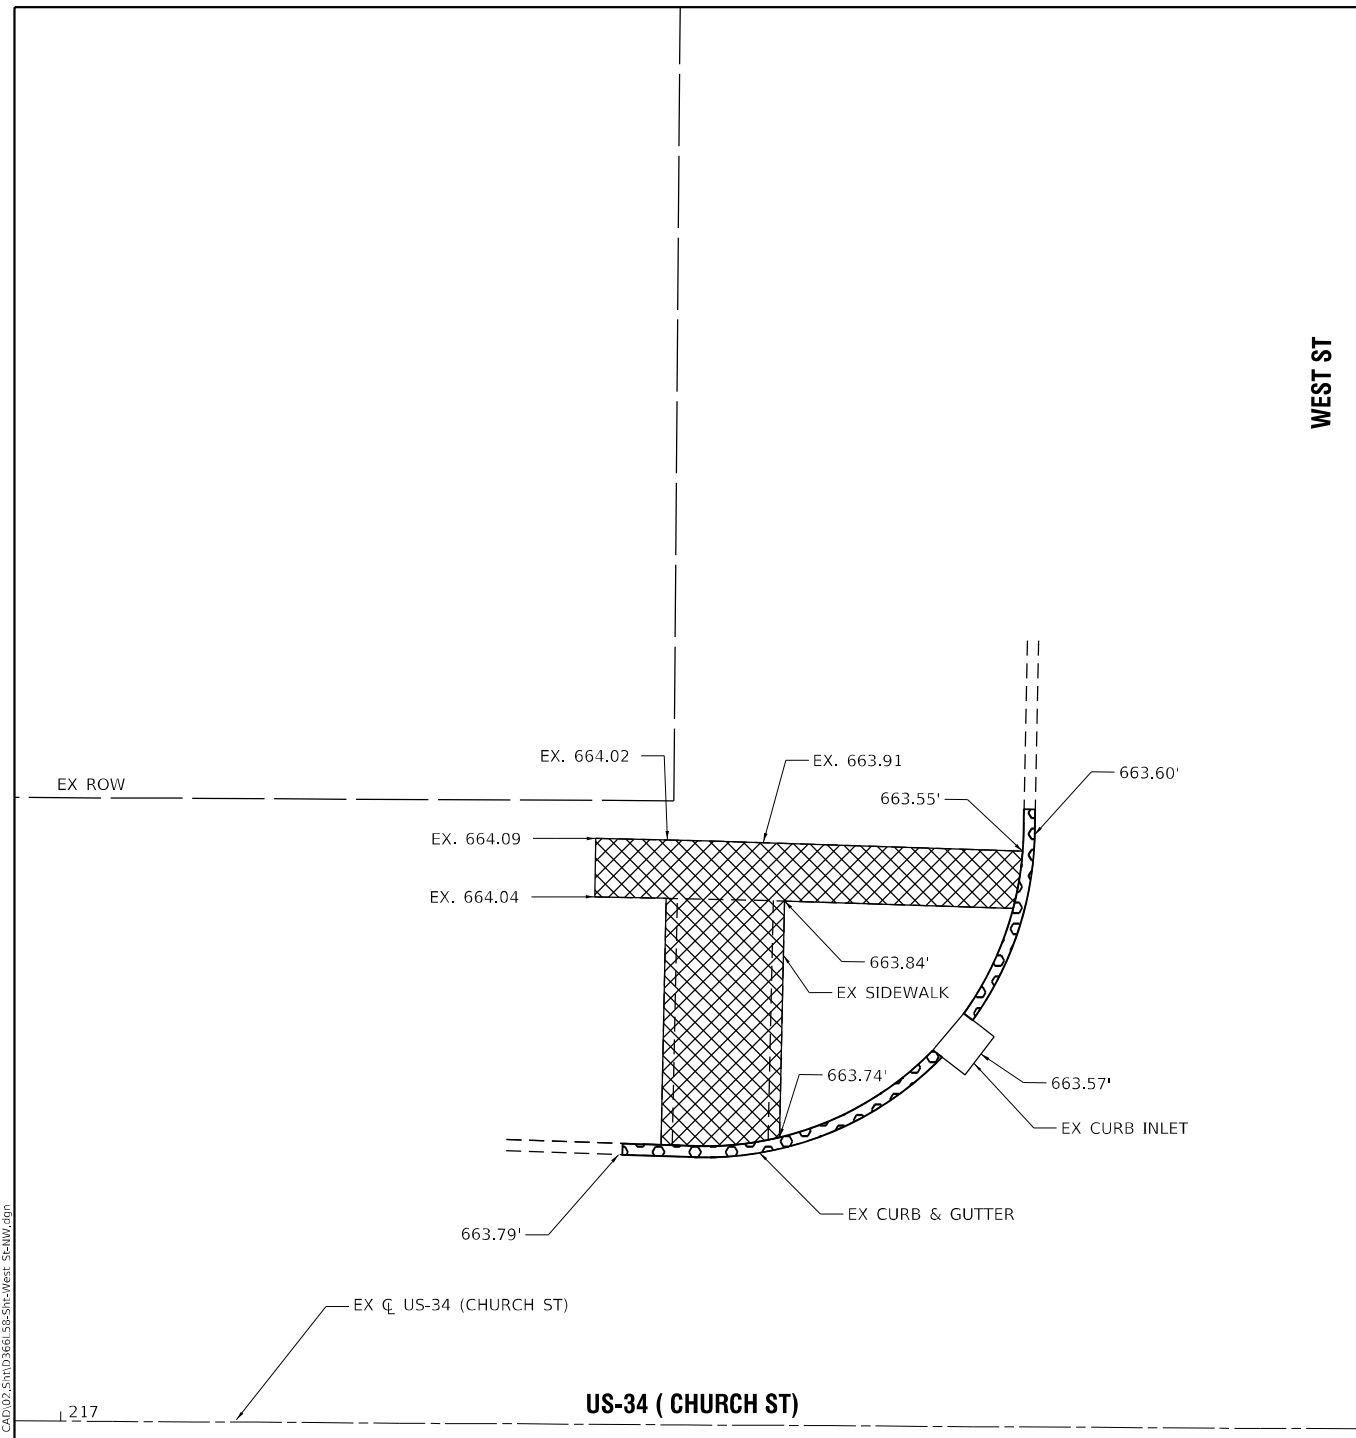 WEST ST
EX. 664.02
EX. 663.91
663.60'
EX ROW
663.55'
EX. 664.09
EX. 664.04
663.84'
EX SIDEWALK
663.74'
663.57'
EX CURB INLET
EX CURB & GUTTER
663.79'
EX ℄ US-34 (CHURCH ST)
US-34 ( CHURCH ST)
217
CAD\02.Sht\D366L58-Sht-West St-NW.dgn